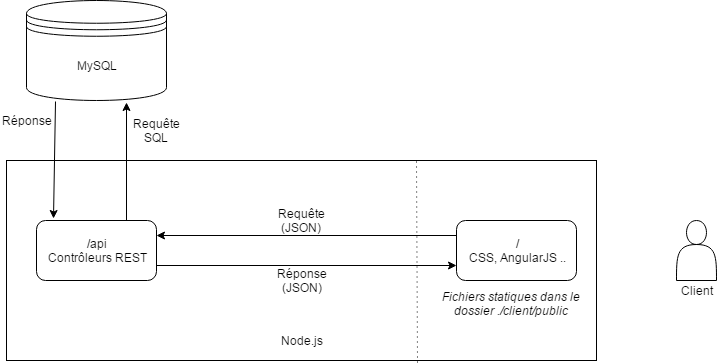 MySQL
Réponse
Requête
SQL
Requête
(JSON)
/api
Contrôleurs REST
/
CSS, AngularJS ..
Réponse
(JSON)
Fichiers statiques dans le
dossier ./client/public
Client
Node.js